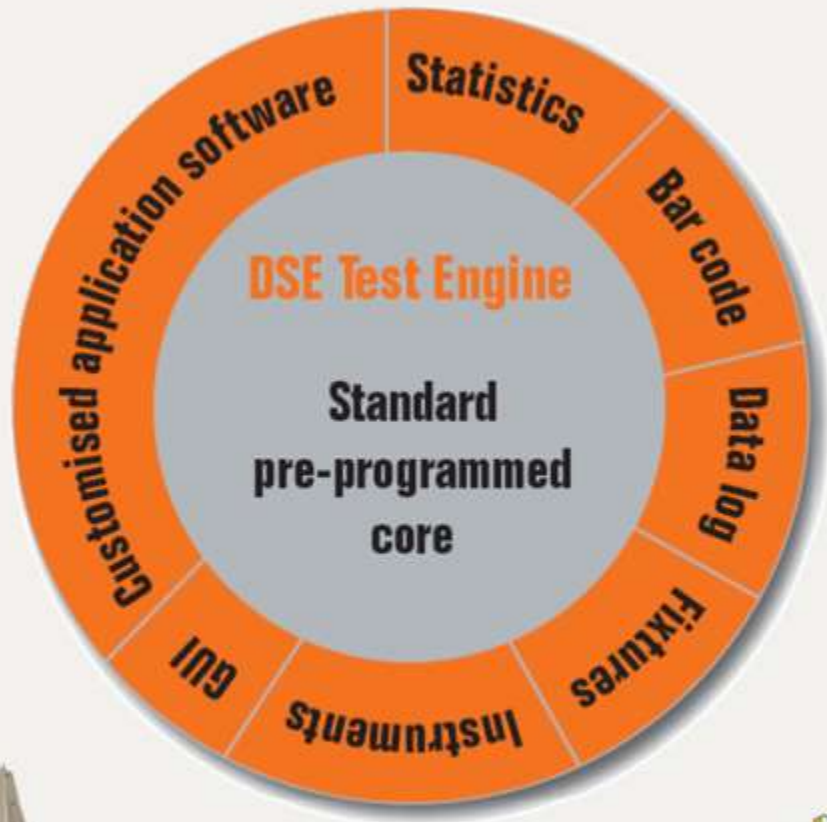 Statistics
Bar code
Data log
Fixtures
Instruments
GUI
Customised application software
DSE Test Engine
Standard
pre-programmed
core